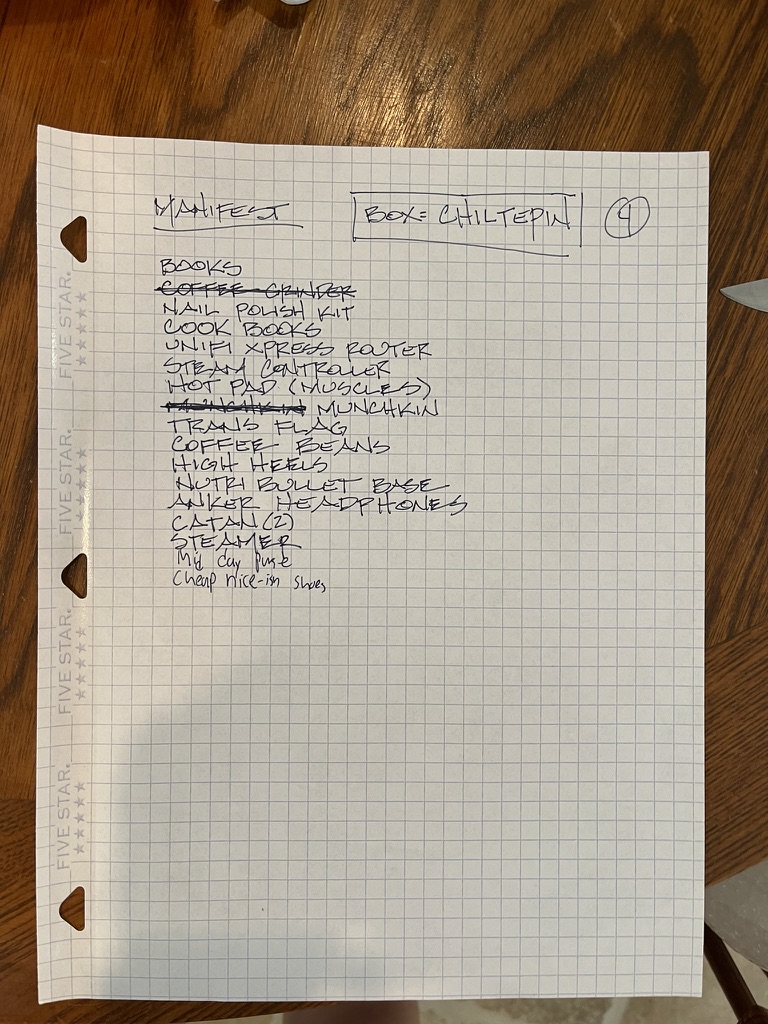 MANIFEST BOX= CHILTEPIN 4
BOOKS
COFFEE GRINDER
NAIL POLISH KIT
COOK BOOKS
UNIFI XPRESS ROUTER
STEAM CONTROLLER
HOT PAD (MUSCLES)
MUNCHKIN MUNCHKIN
TRANS FLAG
COFFEE BEANS
HIGH HEELS
NUTRI BULLET BASE
ANKER HEADPHONES
CATAN (2)
STEAMER
Mid day purse
Cheap nice-ish shoes
FIVE STAR.
FIVE STAR.
FIVE STAR.
FIVE STAR.